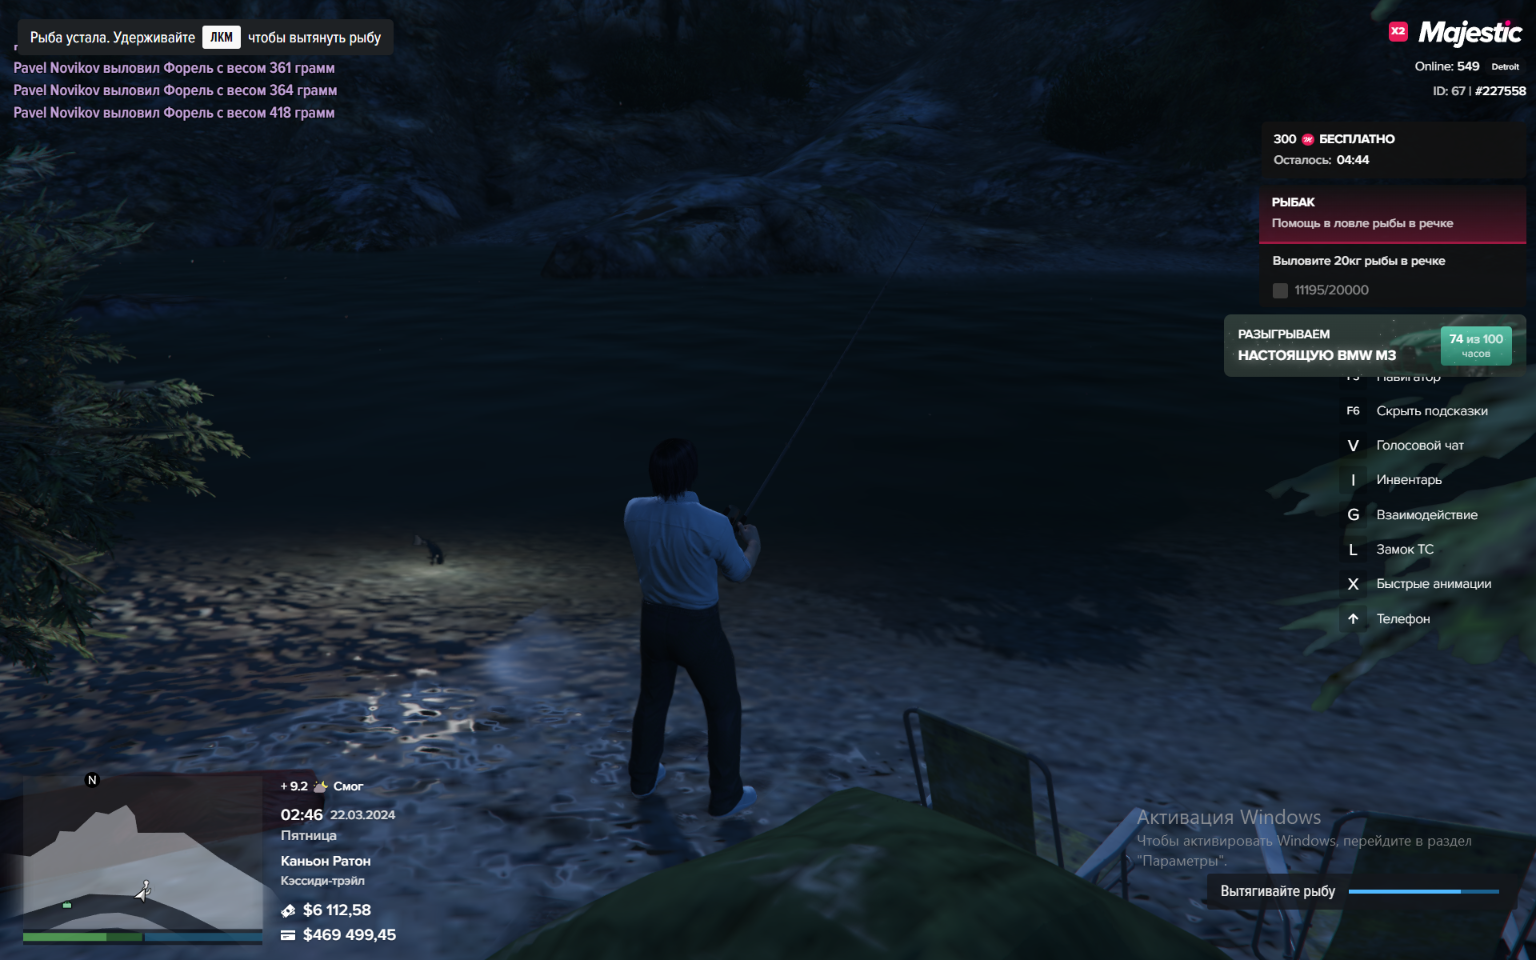 Рыба устала. Удерживайте ЛКМ чтобы вытянуть рыбу
Pavel Novikov выловил Форель с весом 361 грамм
Pavel Novikov выловил Форель с весом 364 грамм
Pavel Novikov выловил Форель с весом 418 грамм
X2 Majestic
Online: 549 Detroit
ID: 67 | #227558
300 БЕСПЛАТНО
Осталось: 04:44
РЫБАК
Помощь в ловле рыбы в речке
Выловите 20кг рыбы в речке
11195/20000
РАЗЫГРЫВАЕМ
НАСТОЯЩУЮ BMW M3
74 из 100
часов
Навигатор
F6 Скрыть подсказки
V Голосовой чат
I Инвентарь
G Взаимодействие
L Замок ТС
X Быстрые анимации
Телефон
N
+ 9.2 Смог
02:46 22.03.2024
Пятница
Каньон Ратон
Кэссиди-трэйл
$6 112,58
$469 499,45
Активация Windows
Чтобы активировать Windows, перейдите в раздел
"Параметры".
Вытягивайте рыбу